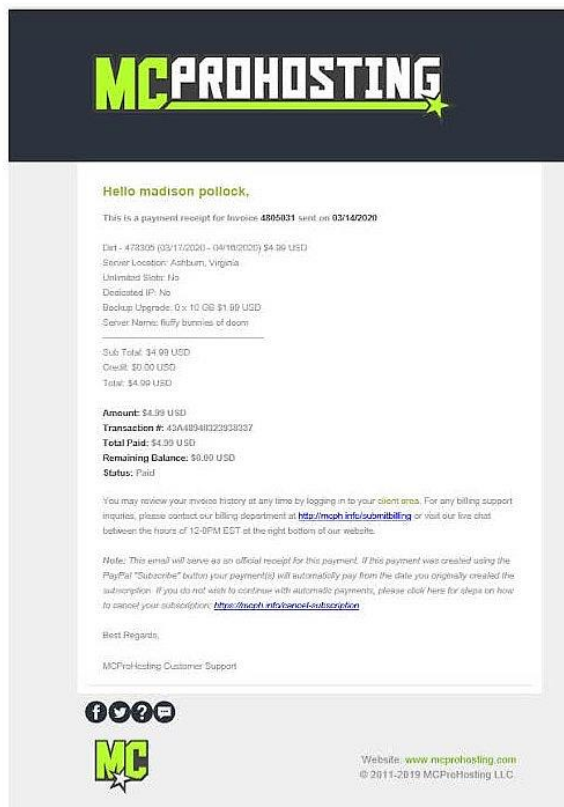 MCPROHOSTING
Hello madison pollock,
This is a payment receipt for Invoice 4805031 sent on 03/14/2020
Dirt - 478305 (03/17/2020 - 04/16/2020) $4.99 USD
Server Location: Ashburn, Virginia
Unlimited Slots: No
Dedicated IP: No
Backup Upgrade: 0 x 10 GB $1.99 USD
Server Name: fluffy bunnies of doom
Sub Total: $4.99 USD
Credit: $0.00 USD
Total: $4.99 USD
Amount: $4.99 USD
Transaction #:
Total Paid: $4.99 USD
Remaining Balance: $0.00 USD
Status: Paid
You may review your invoice history at any time by logging in to your client area. For any billing support
inquiries, please contact our billing department at http://mcph.info/submitbilling or visit our live chat
between the hours of EST at the right bottom of our website.
Note: This email will serve as an official receipt for this payment. If this payment was created using the
PayPal "Subscribe" button your payment(s) will automatically pay from the date you originally created the
subscription. If you do not wish to continue with automatic payments, please click here for steps on how
to cancel your subscription: https://mcph.info/cancel-subscription
Best Regards,
MCProHosting Customer Support
MC
Website: www.mcprohosting.com
© 2011-2019 MCProHosting LLC.